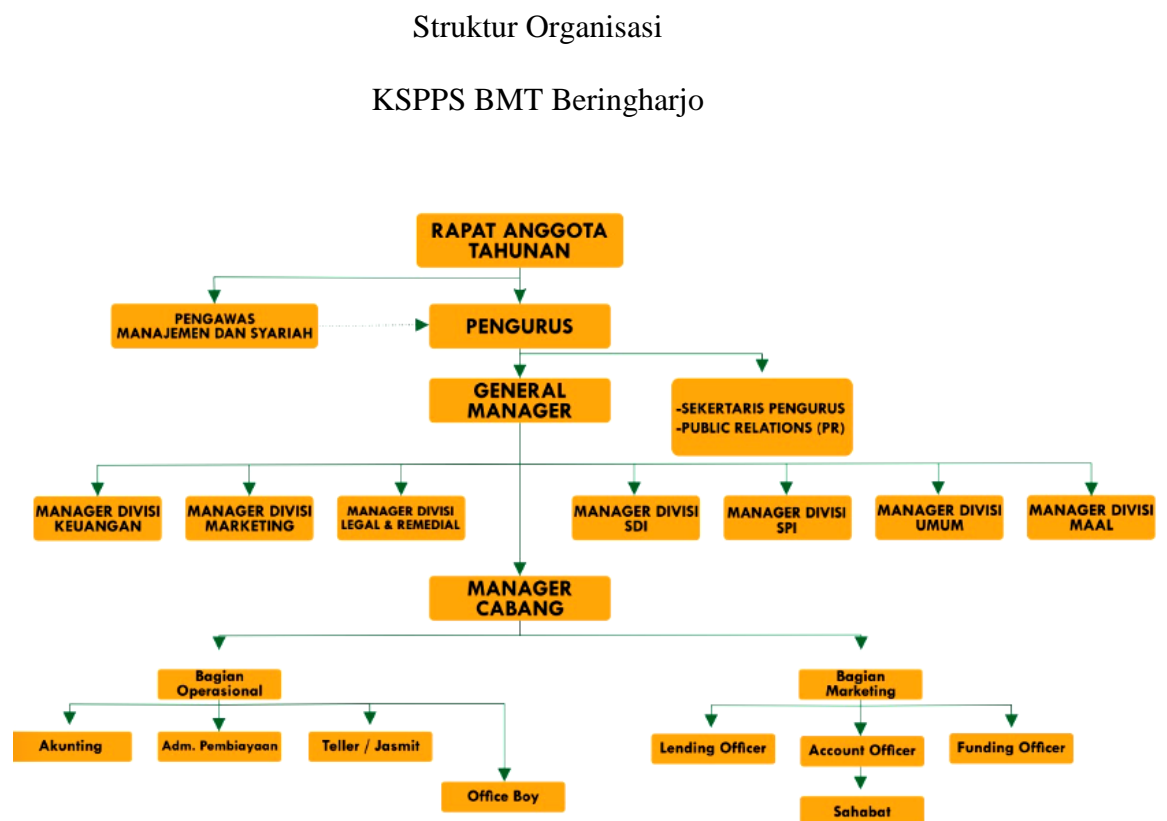 Struktur Organisasi
KSPPS BMT Beringharjo
RAPAT ANGGOTA
TAHUNAN
PENGAWAS
MANAJEMEN DAN SYARIAH
PENGURUS
GENERAL
MANAGER
-SEKERTARIS PENGURUS
-PUBLIC RELATIONS (PR)
MANAGER DIVISI
KEUANGAN
MANAGER DIVISI
MARKETING
MANAGER DIVISI
LEGAL & REMEDIAL
MANAGER DIVISI
SDI
MANAGER DIVISI
SPI
MANAGER DIVISI
UMUM
MANAGER DIVISI
MAAL
MANAGER
CABANG
Bagian
Operasional
Bagian
Marketing
Akunting
Adm. Pembiayaan
Teller / Jasmit
Office Boy
Lending Officer
Account Officer
Funding Officer
Sahabat